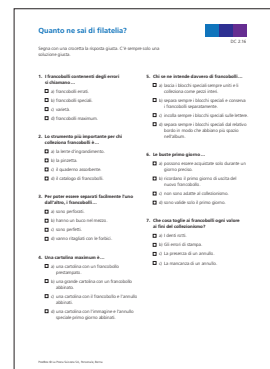 Quanto ne sai di filatelia?
DC 2.16
Segna con una crocetta la risposta giusta. C'è sempre solo una
soluzione giusta.
1. I francobolli contenenti degli errori
si chiamano…
a) francobolli errati.
b) francobolli speciali.
c) varietà.
d) francobolli maximum.
2. Lo strumento più importante per chi
colleziona francobolli è…
a) la lente d'ingrandimento.
b) la pinzetta.
c) il quaderno assorbente.
d) il catalogo di francobolli.
3. Per poter essere separati facilmente l'uno
dall'altro, i francobolli…
a) sono perforati.
b) hanno un buco nel mezzo.
c) sono perfetti.
d) vanno ritagliati con le forbici.
4. Una cartolina maximum è…
a) una cartolina con un francobollo
prestampato.
b) una grande cartolina con un francobollo
abbinato.
c) una cartolina con il francobollo e l'annullo
abbinati.
d) una cartolina con l'immagine e l'annullo
speciale primo giorno abbinati.
5. Chi se ne intende davvero di francobolli…
a) lascia i blocchi speciali sempre uniti e li
colleziona come pezzi interi.
b) separa sempre i blocchi speciali e conserva
i francobolli separatamente.
c) incolla sempre i blocchi speciali sulle lettere.
d) separa sempre i blocchi speciali dal relativo
bordo in modo che abbiano più spazio
nell'album.
6. Le buste primo giorno…
a) possono essere acquistate solo durante un
giorno preciso.
b) ricordano il primo giorno di uscita del
nuovo francobollo.
c) non sono adatte al collezionismo.
d) sono valide solo il primo giorno.
7. Che cosa toglie ai francobolli ogni valore
ai fini del collezionismo?
a) I denti rotti.
b) Gli errori di stampa.
c) La presenza di un annullo.
d) La mancanza di un annullo.